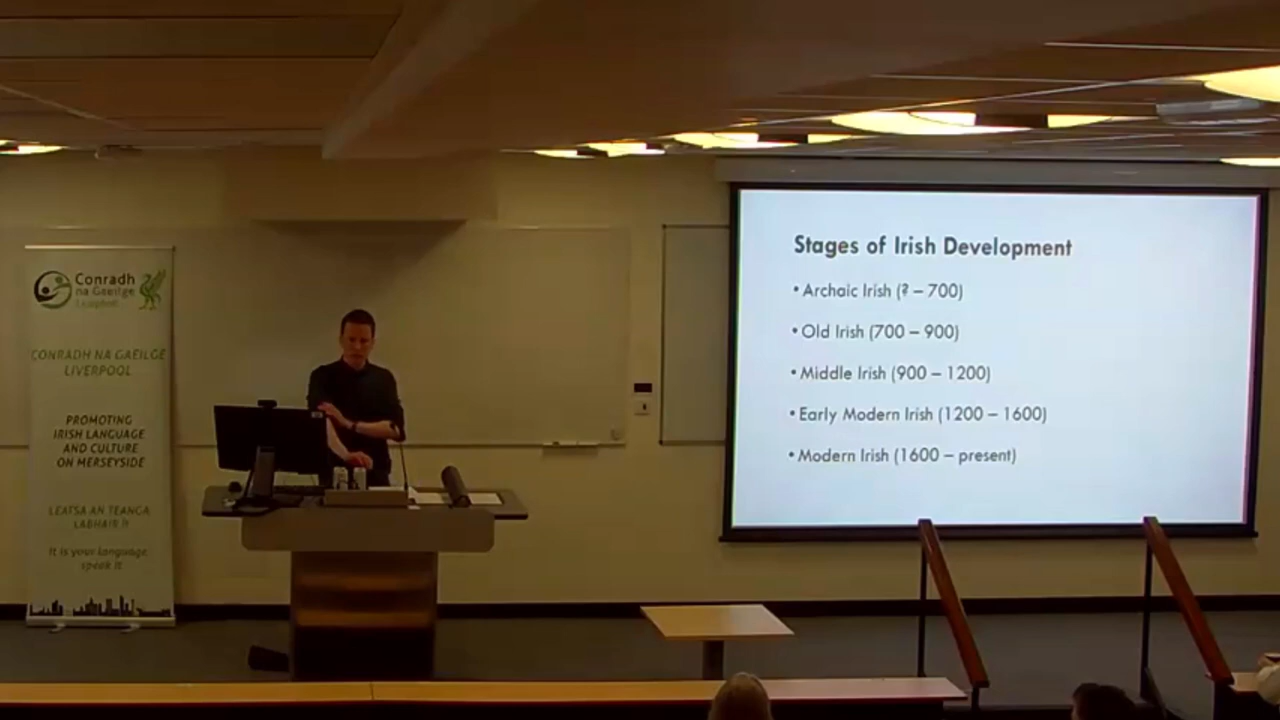 Conradh
na Gaeilge
Liverpool
CONRADH NA GAEILGE
LIVERPOOL
PROMOTING
IRISH LANGUAGE
AND CULTURE
ON MERSEYSIDE
LEATSA AN TEANGA
LABHAIR Í
It is your language
speak it
Stages of Irish Development
• Archaic Irish (? – 700)
• Old Irish (700 – 900)
• Middle Irish (900 – 1200)
• Early Modern Irish (1200 – 1600)
• Modern Irish (1600 – present)